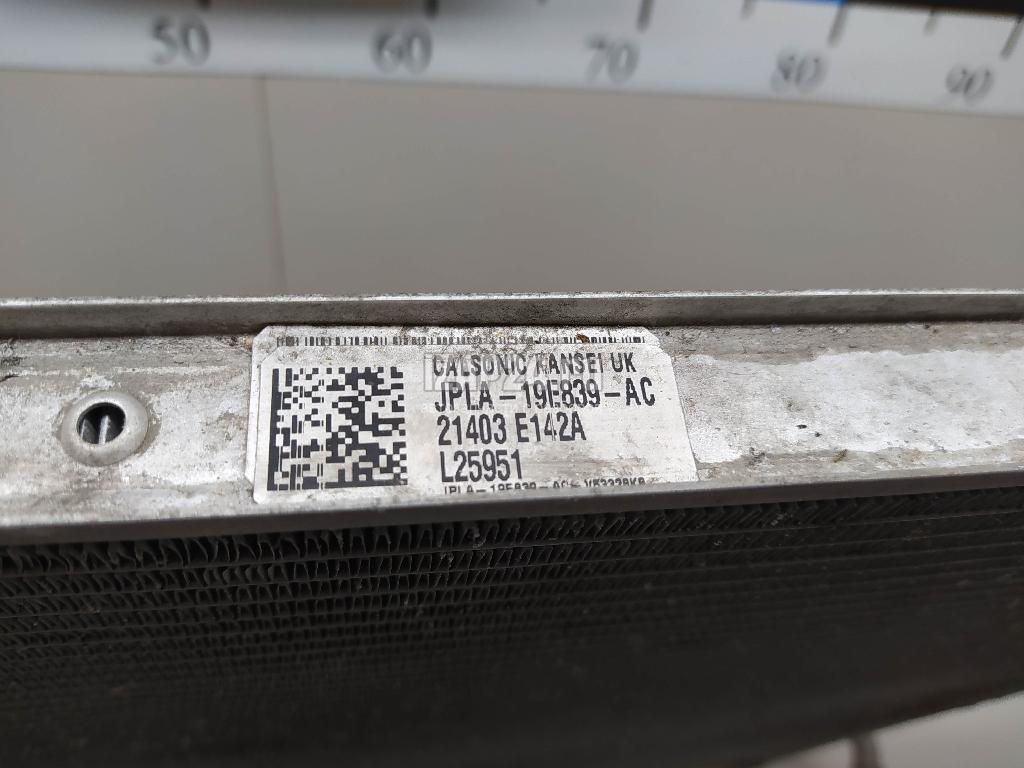 50 60 70 80 90
CALSONIC KANSEI UK
JPLA-19E839-AC
21403 E142A
L25951